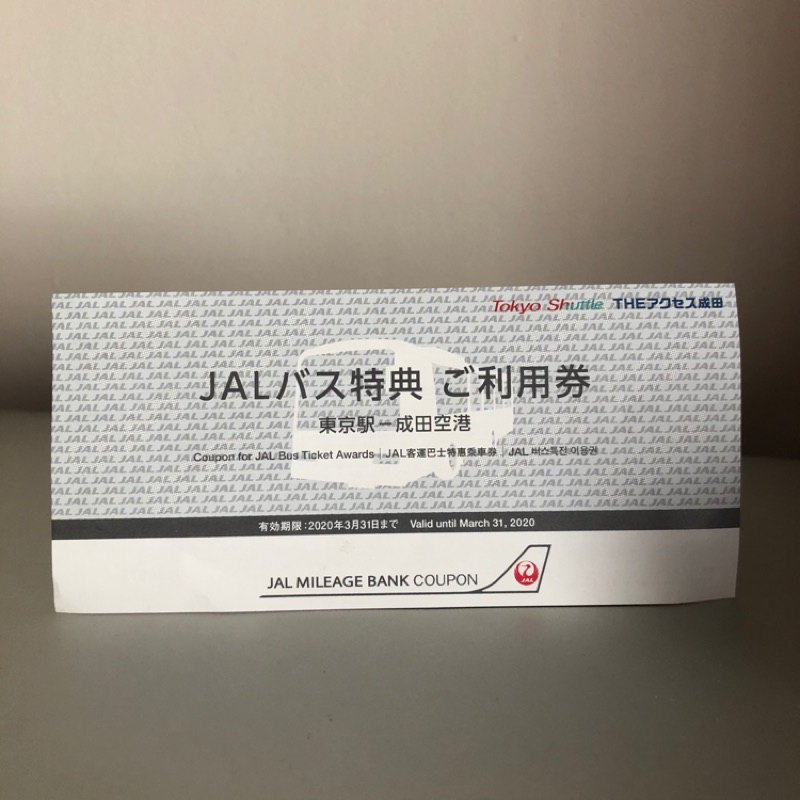 Tokyo Shuttle THEアクセス成田
JALバス特典 ご利用券
東京駅－成田空港
Coupon for JAL Bus Ticket Awards | JAL客運巴士特惠乘車券 | JAL 버스특전 이용권
有効期限：2020年3月31日まで Valid until March 31, 2020
JAL MILEAGE BANK COUPON
JAL